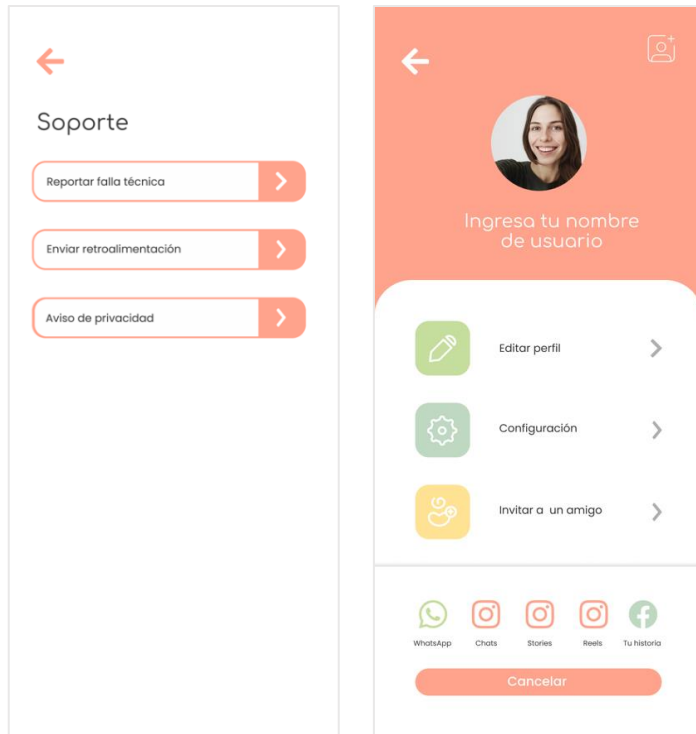 Soporte
Reportar falla técnica
Enviar retroalimentación
Aviso de privacidad
Ingresa tu nombre
de usuario
Editar perfil
Configuración
Invitar a un amigo
WhatsApp Chats Stories Reels Tu historia
Cancelar